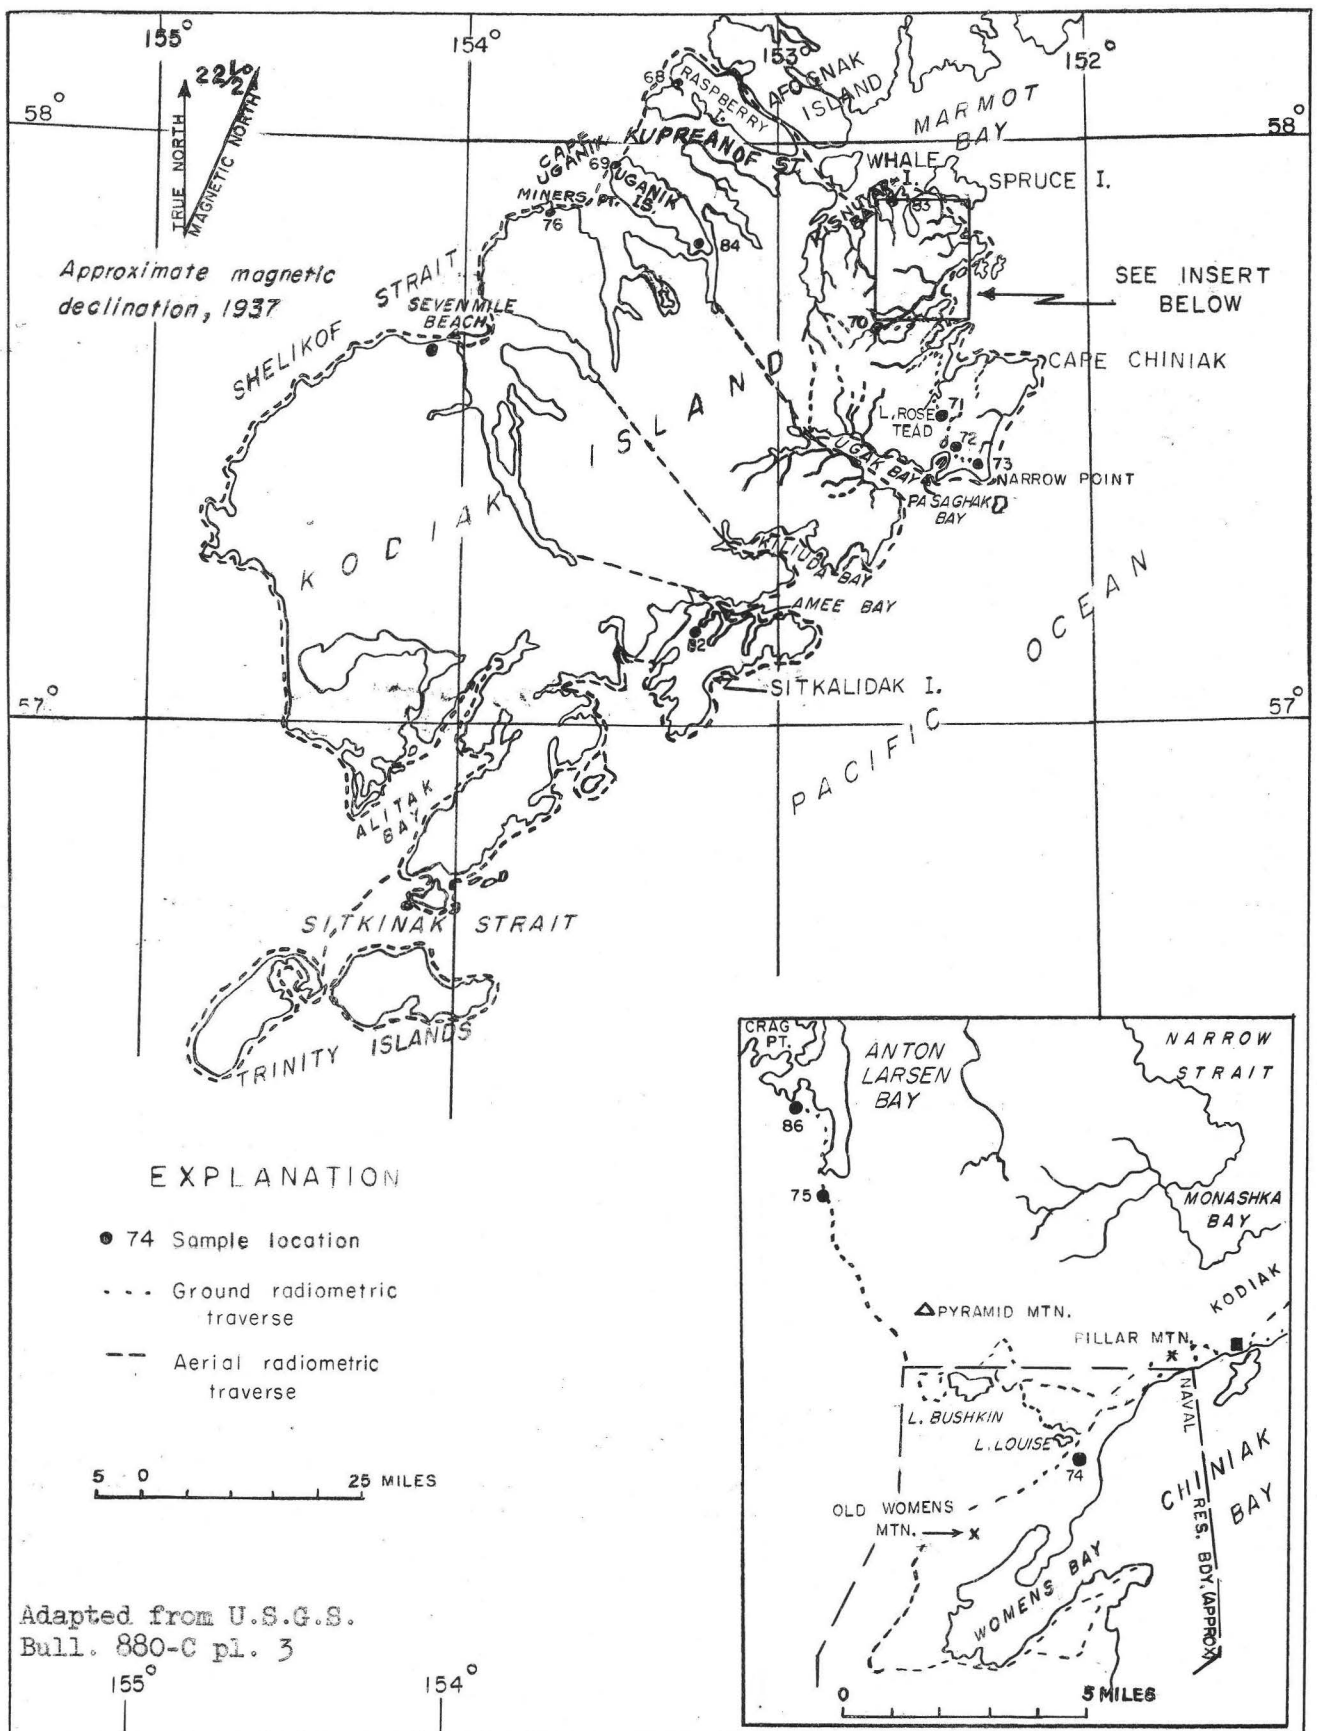 155°
154°
153°
152°
58°
58°
22½°
TRUE NORTH
MAGNETIC NORTH
Approximate magnetic
declination, 1937
68
RASPBERRY
I.
AFOGNAK
ISLAND
MARMOT
BAY
KUPREANOF ST.
CAPE
UGANIK
69
UGANIK
IS.
MINERS PT.
76
84
WHALE
I.
SPRUCE I.
BAY
83
SEE INSERT
BELOW
70
SHELIKOF STRAIT
SEVENMILE
BEACH
CAPE CHINIAK
L. ROSE
TEAD
71
72
73
NARROW POINT
UGAK BAY
PASAGHAK
BAY
KODIAK ISLAND
KILIUDA BAY
AMEE BAY
82
SITKALIDAK I.
57°
57°
PACIFIC OCEAN
ALITAK
BAY
SITKINAK STRAIT
TRINITY ISLANDS
EXPLANATION
74 Sample location
Ground radiometric
traverse
Aerial radiometric
traverse
5 0 25 MILES
Adapted from U.S.G.S.
Bull. 880-C pl. 3
155°
154°
CRAG
PT.
ANTON
LARSEN
BAY
NARROW
STRAIT
86
75
MONASHKA
BAY
KODIAK
PYRAMID MTN.
PILLAR MTN.
L. BUSHKIN
L. LOUISE
74
NAVAL RES. BDY. (APPROX)
CHINIAK
BAY
OLD WOMENS
MTN.
WOMENS BAY
0 5 MILES